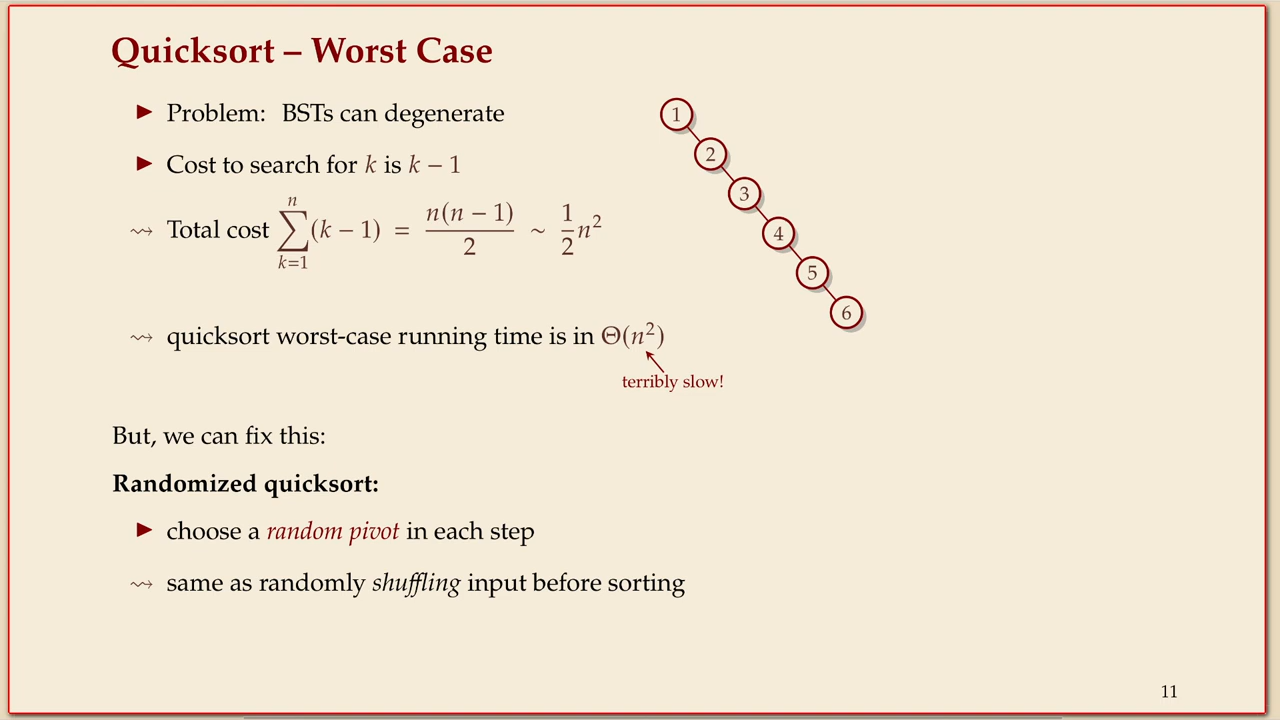 Quicksort – Worst Case
▶ Problem: BSTs can degenerate
▶ Cost to search for k is k − 1
⇝ Total cost \sum_{k=1}^{n} (k − 1) = \frac{n(n − 1)}{2} ∼ \frac{1}{2} n²
1
2
3
4
5
6
⇝ quicksort worst-case running time is in Θ(n²)
terribly slow!
But, we can fix this:
Randomized quicksort:
▶ choose a random pivot in each step
⇝ same as randomly shuffling input before sorting
11